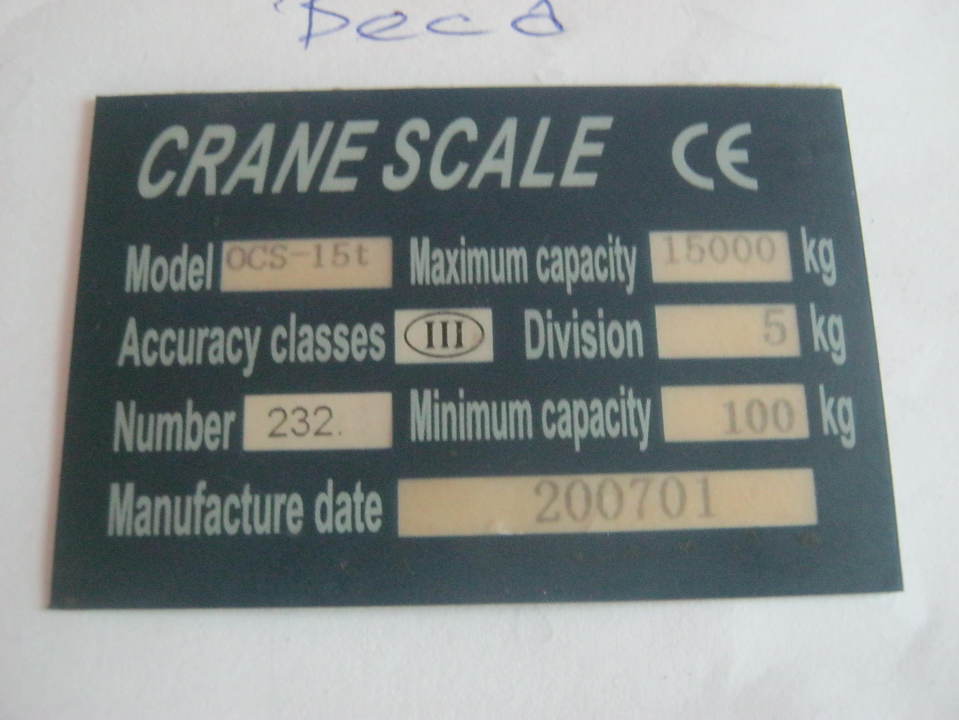 CRANE SCALE CE
Model OCS-15t Maximum capacity 15000 kg
Accuracy classes III Division 5 kg
Number 232. Minimum capacity 100 kg
Manufacture date 200701